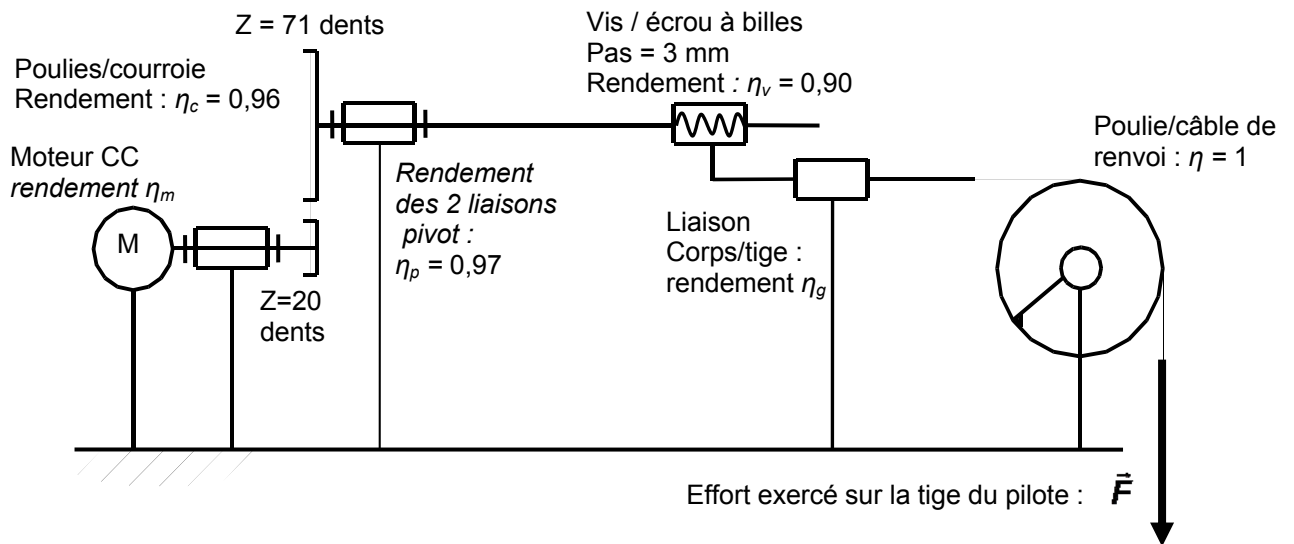 Z = 71 dents
Poulies/courroie
Rendement : ηc = 0,96
Vis / écrou à billes
Pas = 3 mm
Rendement : ηv = 0,90
Poulie/câble de
renvoi : η = 1
Moteur CC
rendement ηm
M
Rendement
des 2 liaisons
pivot :
ηp = 0,97
Z=20
dents
Liaison
Corps/tige :
rendement ηg
Effort exercé sur la tige du pilote : F⃗